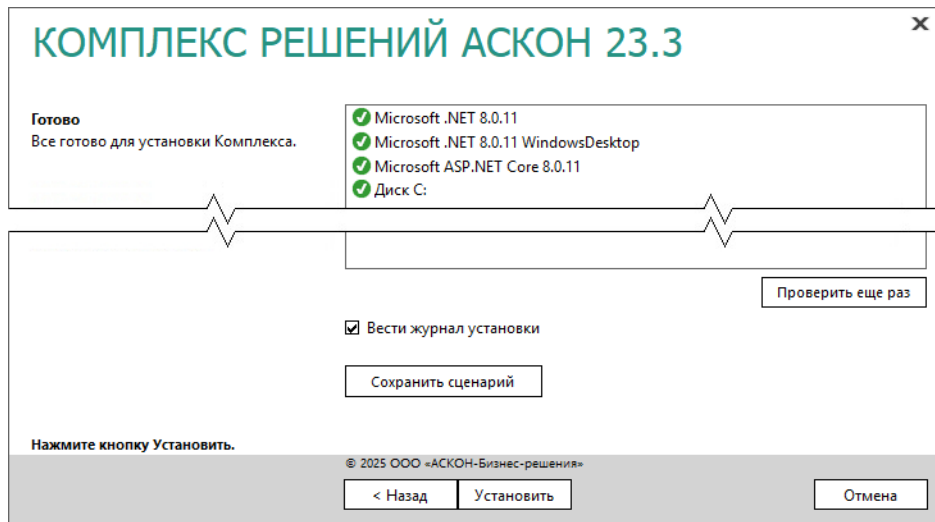 КОМПЛЕКС РЕШЕНИЙ АСКОН 23.3
Готово
Все готово для установки Комплекса.
Microsoft .NET 8.0.11
Microsoft .NET 8.0.11 WindowsDesktop
Microsoft ASP.NET Core 8.0.11
Диск C:
Проверить еще раз
Вести журнал установки
Сохранить сценарий
Нажмите кнопку Установить.
© 2025 ООО «АСКОН-Бизнес-решения»
< Назад
Установить
Отмена